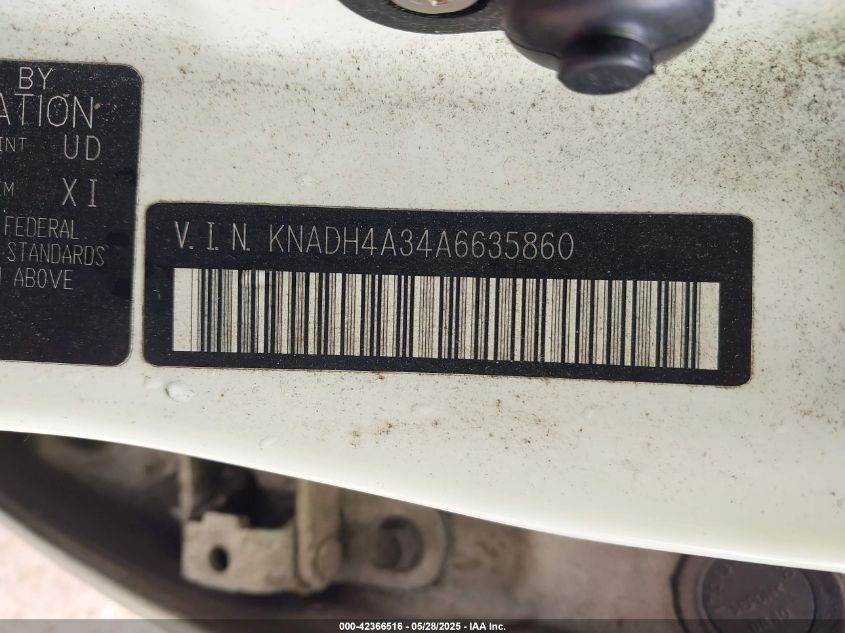 BY
ATION
INT UD
XI
FEDERAL
STANDARDS
ABOVE
V.I.N. KNADH4A34A6635860
000-42366516 - 05/28/2025 - IAA Inc.